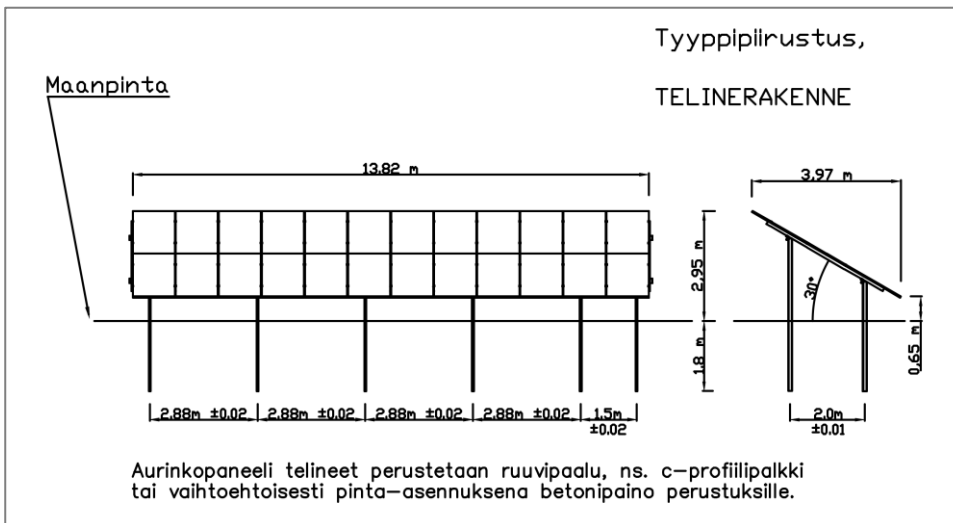 Tyyppipiirustus,
Maanpinta
TELINERAKENNE
13.82 m
3,97 m
2,95 m
30°
1.8 m
0,65 m
2.88m ±0.02
2.88m ±0.02
2.88m ±0.02
2.88m ±0.02
1.5m
±0.02
2.0m
±0.01
Aurinkopaneeli telineet perustetaan ruuvipaalu, ns. c-profiilipalkki
tai vaihtoehtoisesti pinta-asennuksena betonipaino perustuksille.